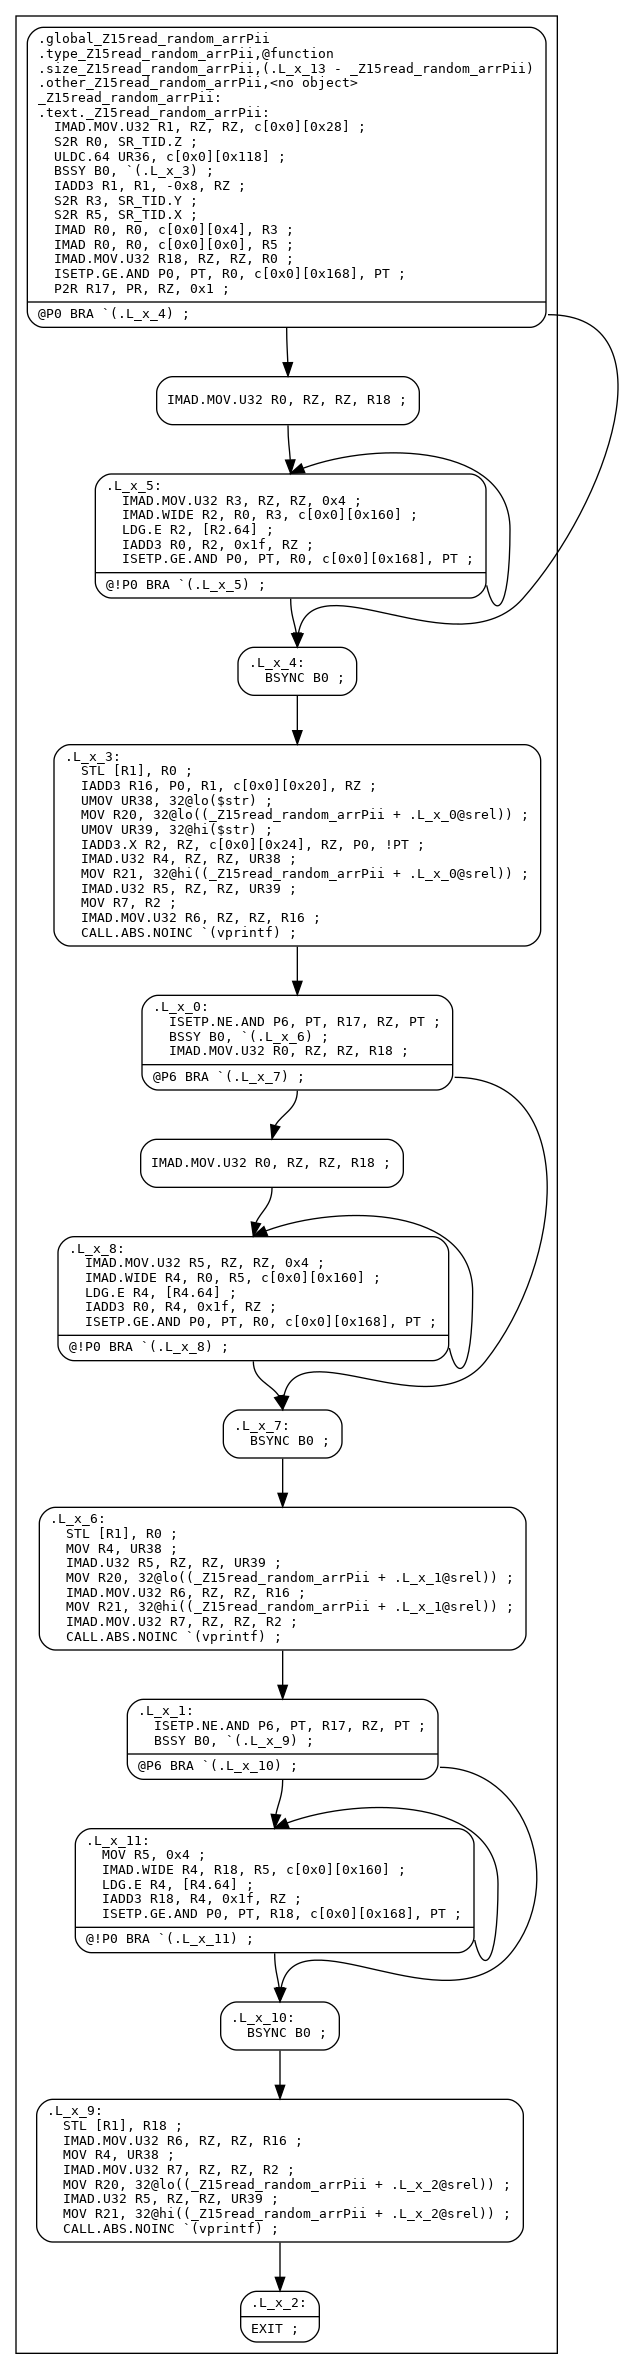 .global_Z15read_random_arrPii
.type_Z15read_random_arrPii,@function
.size_Z15read_random_arrPii,(.L_x_13 - _Z15read_random_arrPii)
.other_Z15read_random_arrPii,<no object>
_Z15read_random_arrPii:
.text._Z15read_random_arrPii:
IMAD.MOV.U32 R1, RZ, RZ, c[0x0][0x28] ;
S2R R0, SR_TID.Z ;
ULDC.64 UR36, c[0x0][0x118] ;
BSSY B0, `(.L_x_3) ;
IADD3 R1, R1, -0x8, RZ ;
S2R R3, SR_TID.Y ;
S2R R5, SR_TID.X ;
IMAD R0, R0, c[0x0][0x4], R3 ;
IMAD R0, R0, c[0x0][0x0], R5 ;
IMAD.MOV.U32 R18, RZ, RZ, R0 ;
ISETP.GE.AND P0, PT, R0, c[0x0][0x168], PT ;
P2R R17, PR, RZ, 0x1 ;
@P0 BRA `(.L_x_4) ;
IMAD.MOV.U32 R0, RZ, RZ, R18 ;
.L_x_5:
IMAD.MOV.U32 R3, RZ, RZ, 0x4 ;
IMAD.WIDE R2, R0, R3, c[0x0][0x160] ;
LDG.E R2, [R2.64] ;
IADD3 R0, R2, 0x1f, RZ ;
ISETP.GE.AND P0, PT, R0, c[0x0][0x168], PT ;
@!P0 BRA `(.L_x_5) ;
.L_x_4:
BSYNC B0 ;
.L_x_3:
STL [R1], R0 ;
IADD3 R16, P0, R1, c[0x0][0x20], RZ ;
UMOV UR38, 32@lo($str) ;
MOV R20, 32@lo((_Z15read_random_arrPii + .L_x_0@srel)) ;
UMOV UR39, 32@hi($str) ;
IADD3.X R2, RZ, c[0x0][0x24], RZ, P0, !PT ;
IMAD.U32 R4, RZ, RZ, UR38 ;
MOV R21, 32@hi((_Z15read_random_arrPii + .L_x_0@srel)) ;
IMAD.U32 R5, RZ, RZ, UR39 ;
MOV R7, R2 ;
IMAD.MOV.U32 R6, RZ, RZ, R16 ;
CALL.ABS.NOINC `(vprintf) ;
.L_x_0:
ISETP.NE.AND P6, PT, R17, RZ, PT ;
BSSY B0, `(.L_x_6) ;
IMAD.MOV.U32 R0, RZ, RZ, R18 ;
@P6 BRA `(.L_x_7) ;
IMAD.MOV.U32 R0, RZ, RZ, R18 ;
.L_x_8:
IMAD.MOV.U32 R5, RZ, RZ, 0x4 ;
IMAD.WIDE R4, R0, R5, c[0x0][0x160] ;
LDG.E R4, [R4.64] ;
IADD3 R0, R4, 0x1f, RZ ;
ISETP.GE.AND P0, PT, R0, c[0x0][0x168], PT ;
@!P0 BRA `(.L_x_8) ;
.L_x_7:
BSYNC B0 ;
.L_x_6:
STL [R1], R0 ;
MOV R4, UR38 ;
IMAD.U32 R5, RZ, RZ, UR39 ;
MOV R20, 32@lo((_Z15read_random_arrPii + .L_x_1@srel)) ;
IMAD.MOV.U32 R6, RZ, RZ, R16 ;
MOV R21, 32@hi((_Z15read_random_arrPii + .L_x_1@srel)) ;
IMAD.MOV.U32 R7, RZ, RZ, R2 ;
CALL.ABS.NOINC `(vprintf) ;
.L_x_1:
ISETP.NE.AND P6, PT, R17, RZ, PT ;
BSSY B0, `(.L_x_9) ;
@P6 BRA `(.L_x_10) ;
.L_x_11:
MOV R5, 0x4 ;
IMAD.WIDE R4, R18, R5, c[0x0][0x160] ;
LDG.E R4, [R4.64] ;
IADD3 R18, R4, 0x1f, RZ ;
ISETP.GE.AND P0, PT, R18, c[0x0][0x168], PT ;
@!P0 BRA `(.L_x_11) ;
.L_x_10:
BSYNC B0 ;
.L_x_9:
STL [R1], R18 ;
IMAD.MOV.U32 R6, RZ, RZ, R16 ;
MOV R4, UR38 ;
IMAD.MOV.U32 R7, RZ, RZ, R2 ;
MOV R20, 32@lo((_Z15read_random_arrPii + .L_x_2@srel)) ;
IMAD.U32 R5, RZ, RZ, UR39 ;
MOV R21, 32@hi((_Z15read_random_arrPii + .L_x_2@srel)) ;
CALL.ABS.NOINC `(vprintf) ;
.L_x_2:
EXIT ;